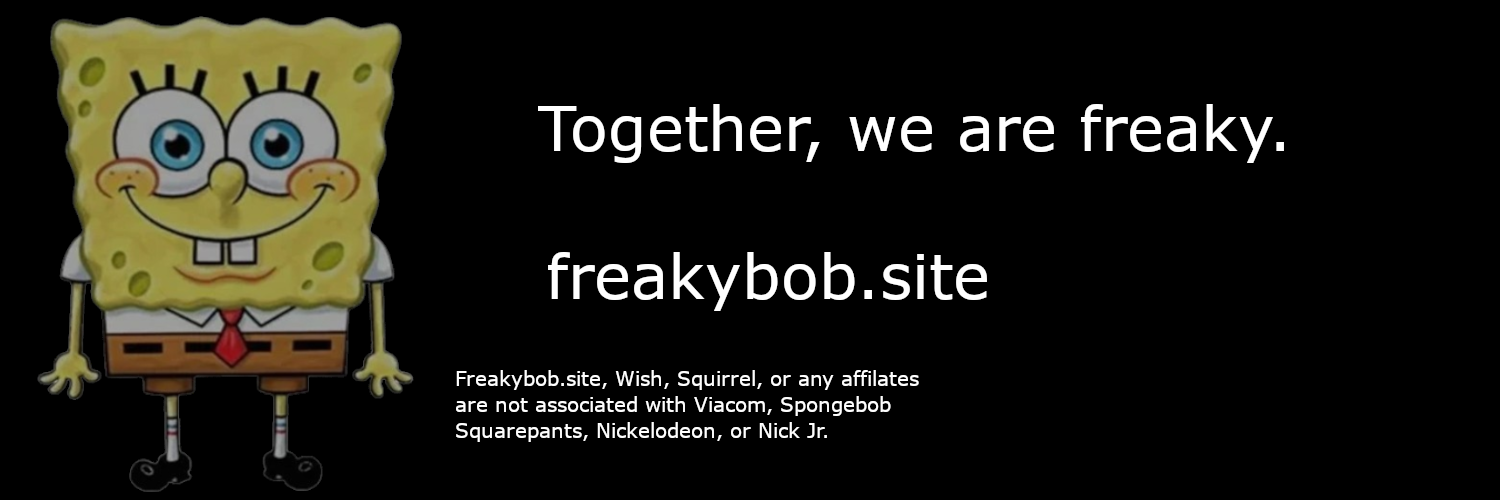 Together, we are freaky.
freakybob.site
Freakybob.site, Wish, Squirrel, or any affilates
are not associated with Viacom, Spongebob
Squarepants, Nickelodeon, or Nick Jr.